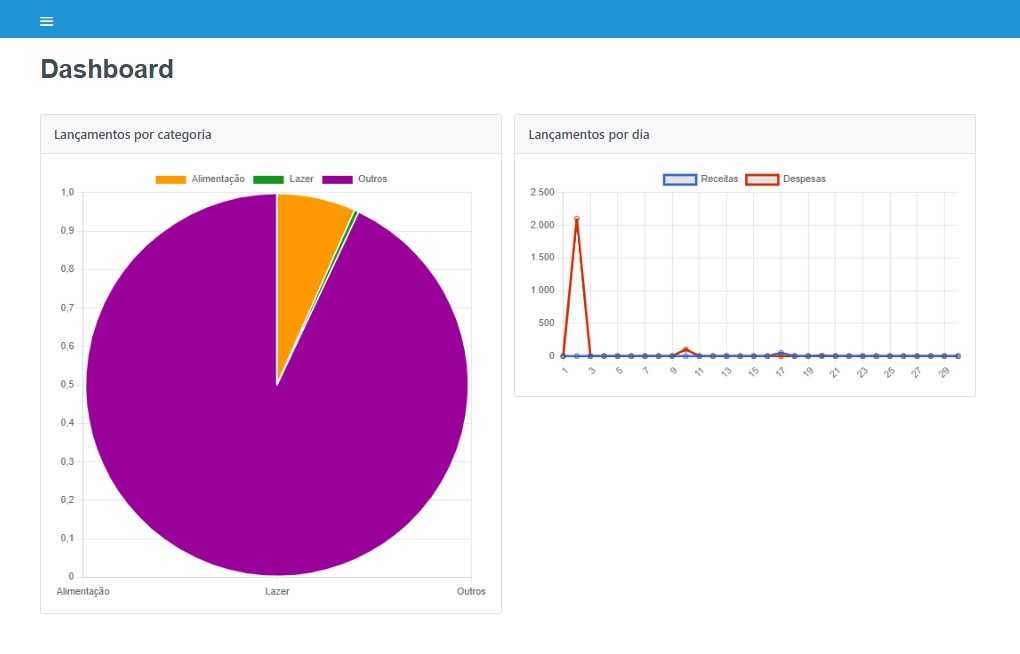 Dashboard
Lançamentos por categoria
Alimentação Lazer Outros
1,0
0,9
0,8
0,7
0,6
0,5
0,4
0,3
0,2
0,1
0
Alimentação Lazer Outros
Lançamentos por dia
Receitas Despesas
2.500
2.000
1.500
1.000
500
0
1 3 5 7 9 11 13 15 17 19 21 23 25 27 29